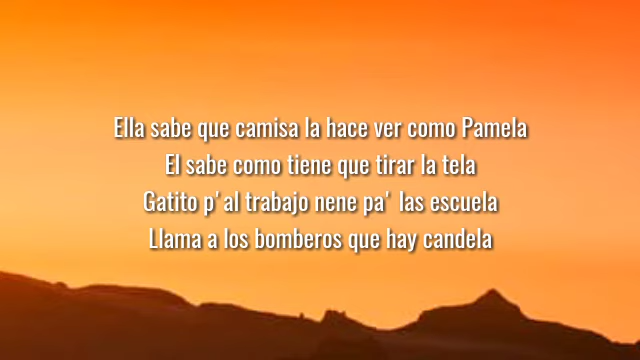 Ella sabe que camisa la hace ver como Pamela
El sabe como tiene que tirar la tela
Gatito p'al trabajo nene pa' las escuela
Llama a los bomberos que hay candela